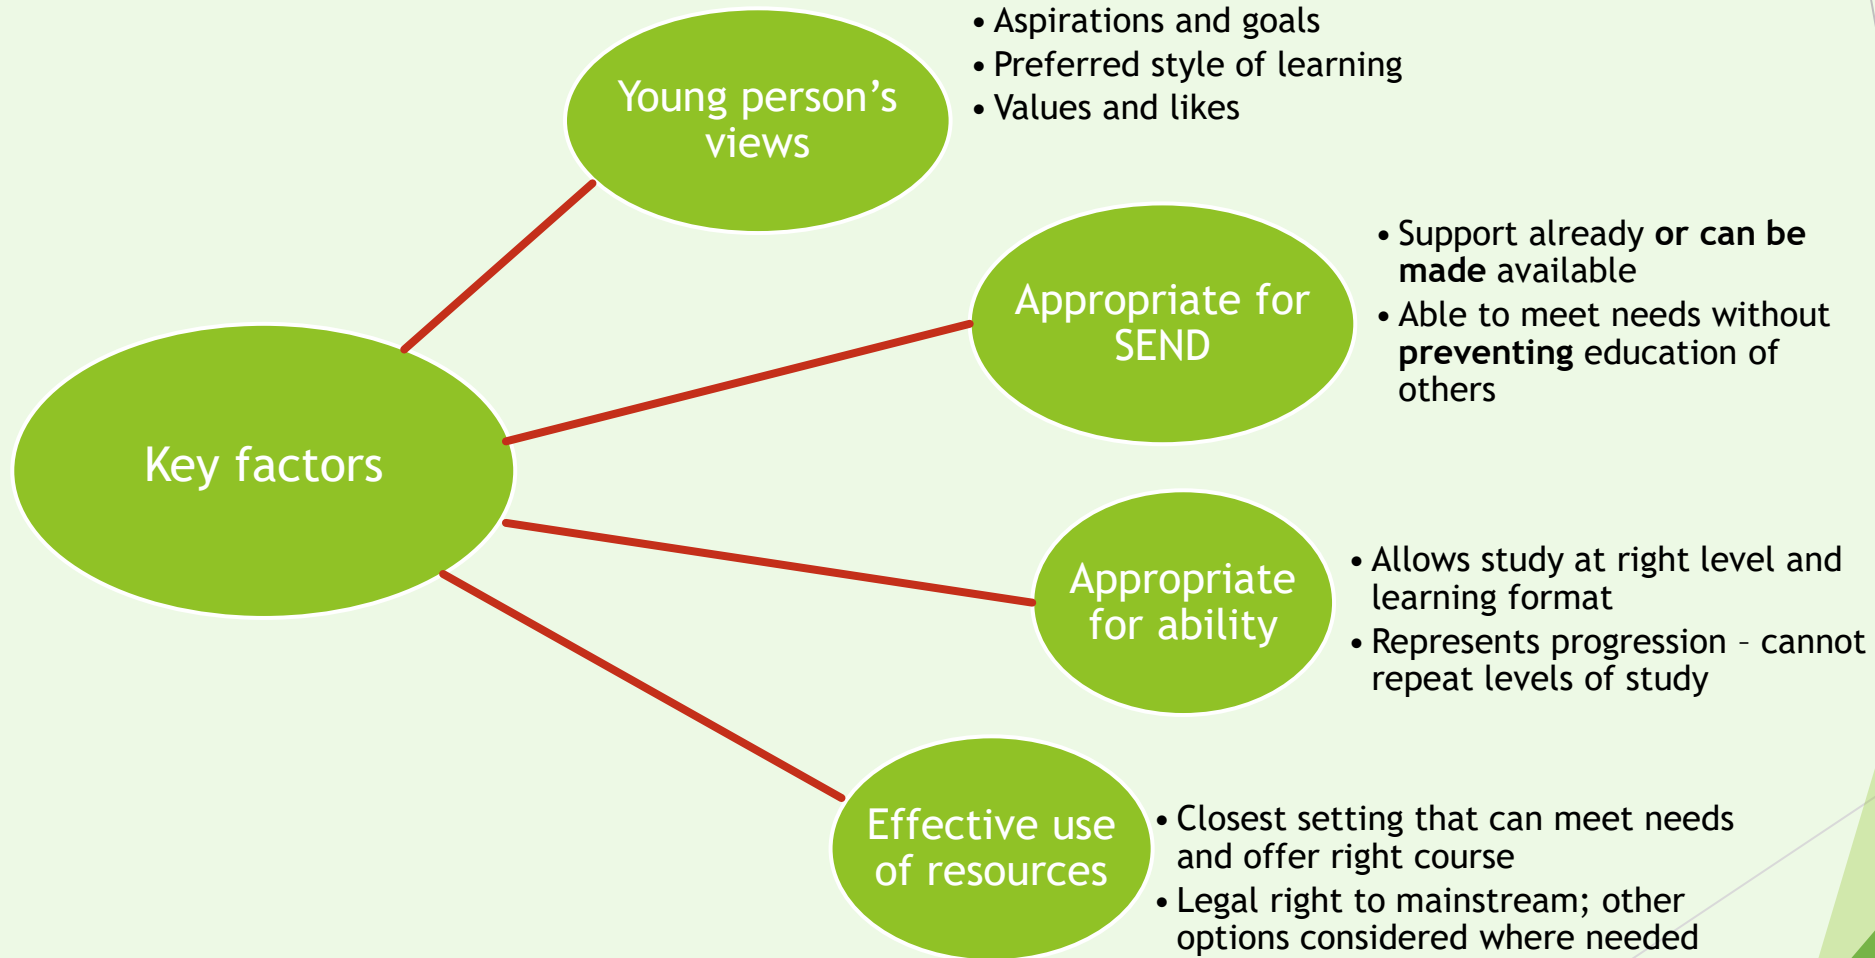 Key factors
Young person’s
views
• Aspirations and goals
• Preferred style of learning
• Values and likes
Appropriate for
SEND
• Support already or can be
made available
• Able to meet needs without
preventing education of
others
Appropriate
for ability
• Allows study at right level and
learning format
• Represents progression – cannot
repeat levels of study
Effective use
of resources
• Closest setting that can meet needs
and offer right course
• Legal right to mainstream; other
options considered where needed